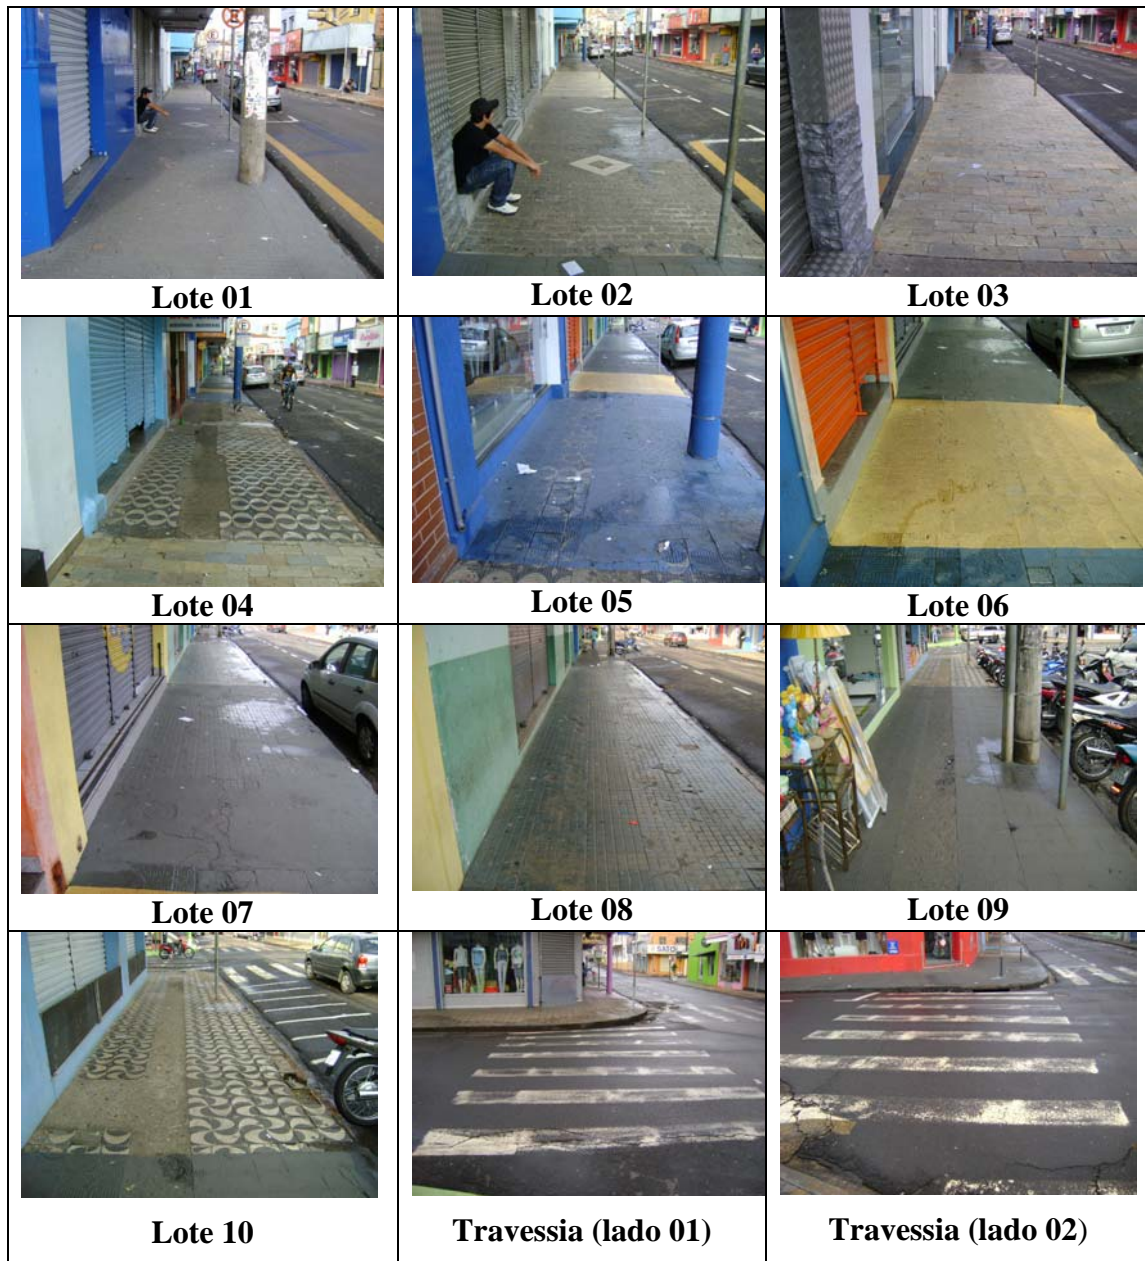 Lote 01
Lote 02
Lote 03
Lote 04
Lote 05
Lote 06
Lote 07
Lote 08
Lote 09
Lote 10
Travessia (lado 01)
Travessia (lado 02)